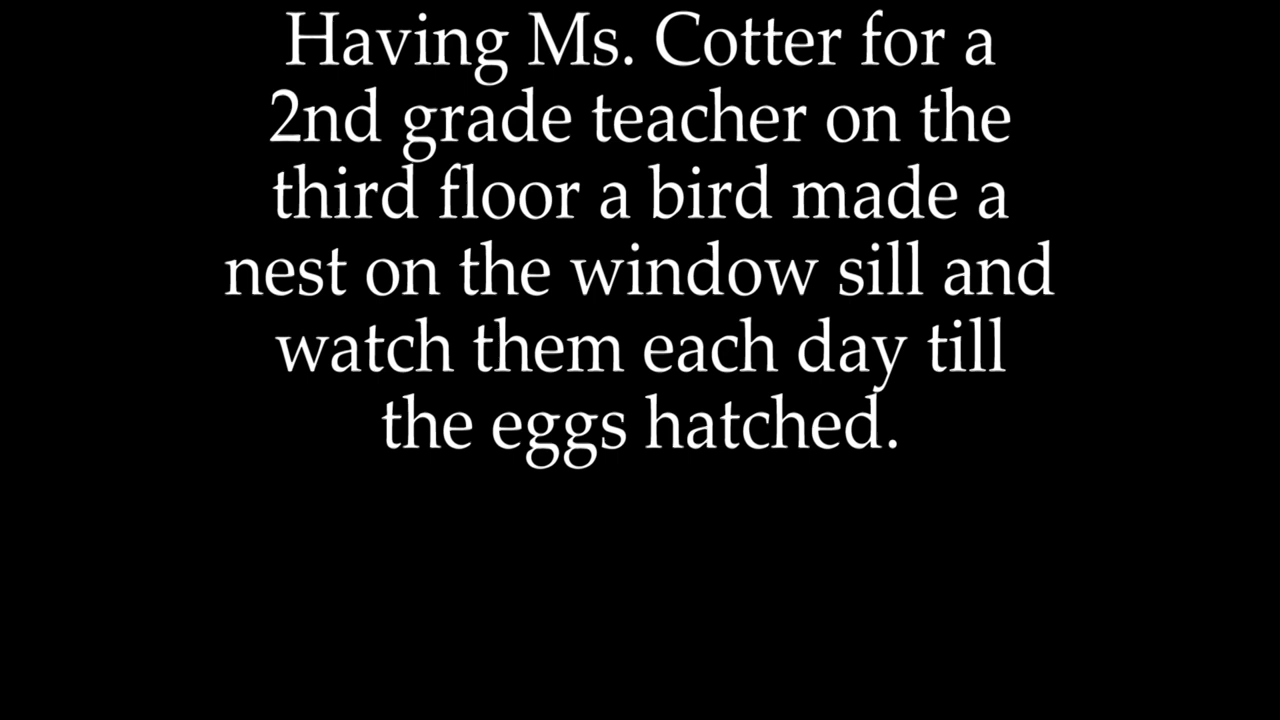 Having Ms. Cotter for a
2nd grade teacher on the
third floor a bird made a
nest on the window sill and
watch them each day till
the eggs hatched.